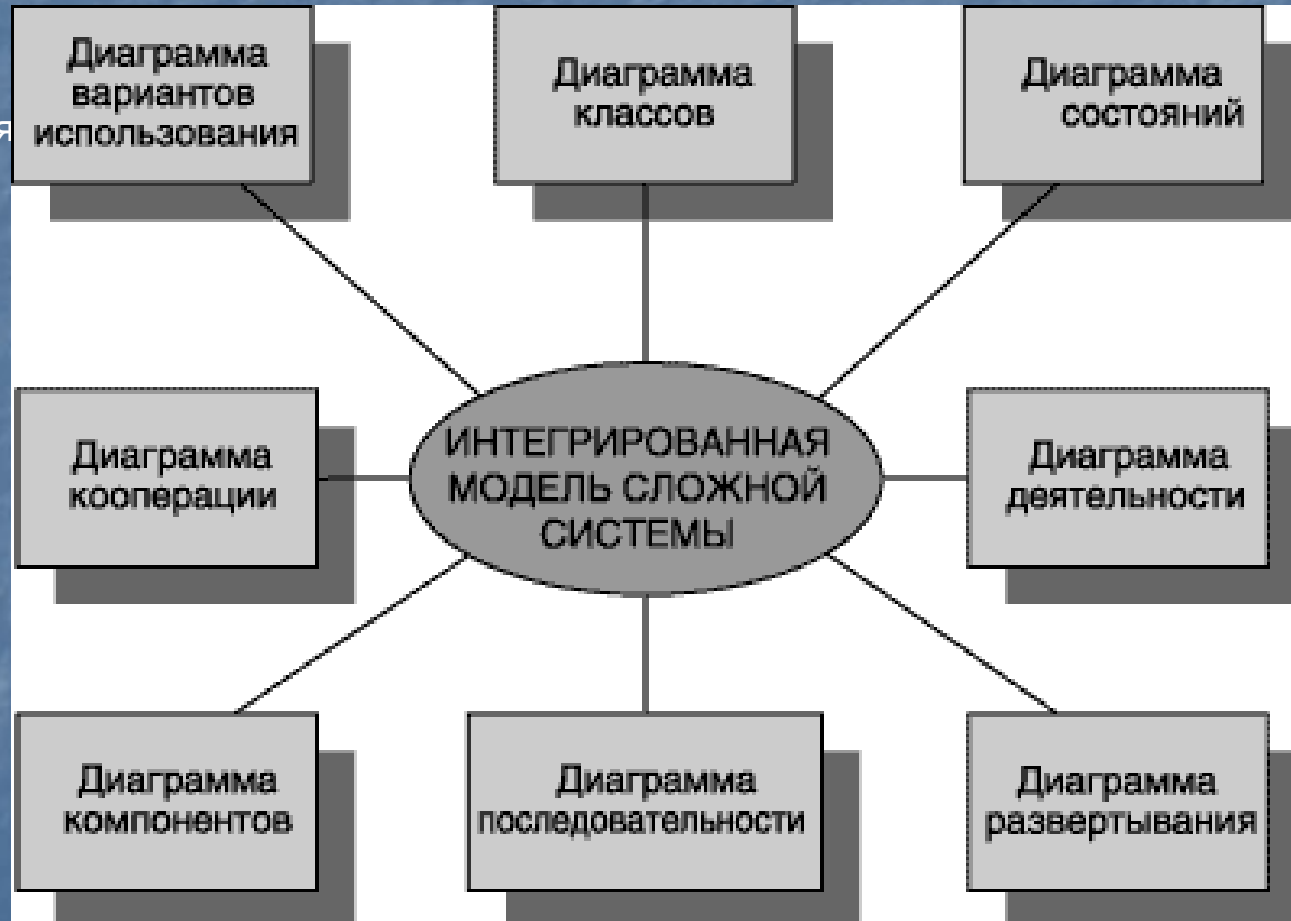 Диаграмма
вариантов
использования
Диаграмма
классов
Диаграмма
состояний
я
Диаграмма
кооперации
ИНТЕГРИРОВАННАЯ
МОДЕЛЬ СЛОЖНОЙ
СИСТЕМЫ
Диаграмма
деятельности
Диаграмма
компонентов
Диаграмма
последовательности
Диаграмма
развертывания